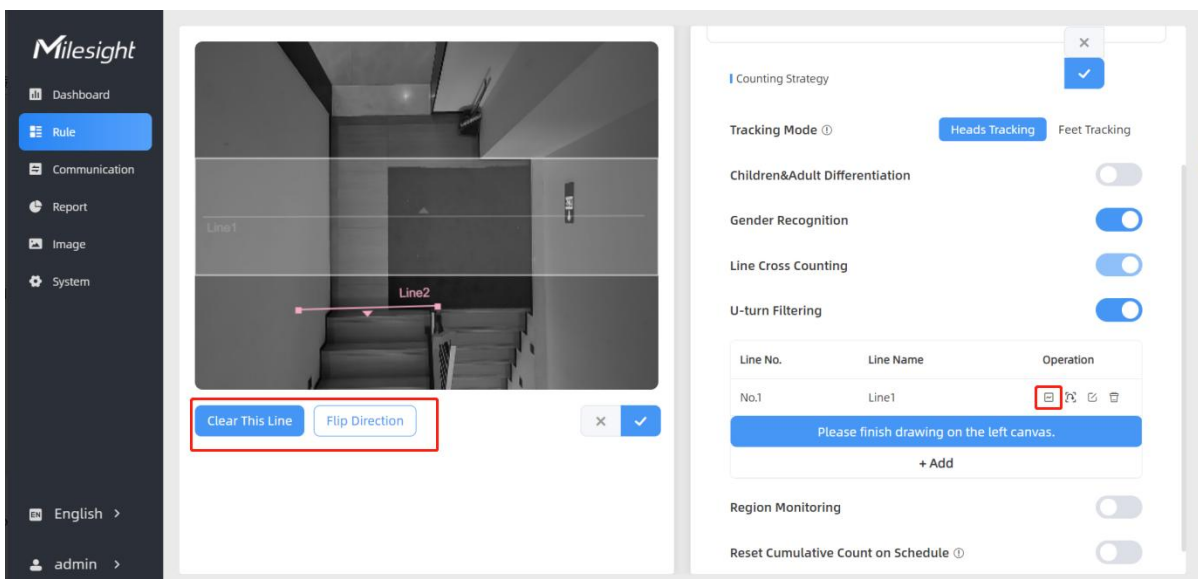 Milesight
Dashboard
Rule
Communication
Report
Image
System
EN English >
admin >
Line1
Line2
Clear This Line
Flip Direction
Counting Strategy
Tracking Mode
Heads Tracking
Feet Tracking
Children&Adult Differentiation
Gender Recognition
Line Cross Counting
U-turn Filtering
Line No. Line Name Operation
No.1 Line1
Please finish drawing on the left canvas.
+ Add
Region Monitoring
Reset Cumulative Count on Schedule